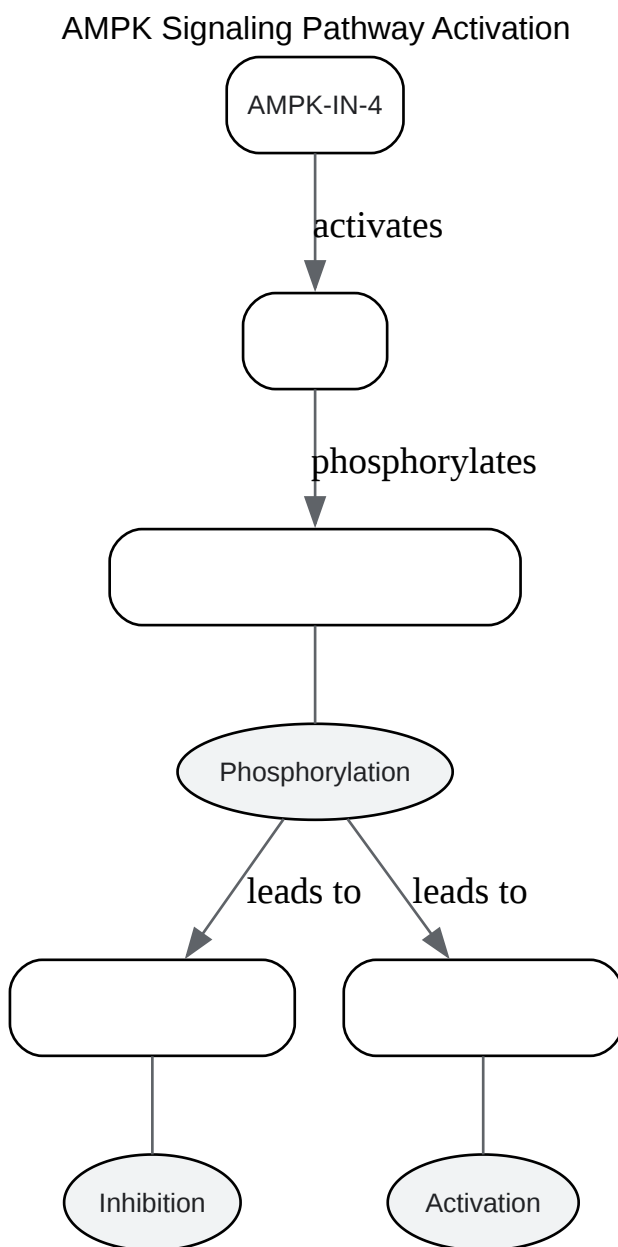 AMPK Signaling Pathway Activation
AMPK-IN-4
activates
phosphorylates
Phosphorylation
leads to
leads to
Inhibition
Activation